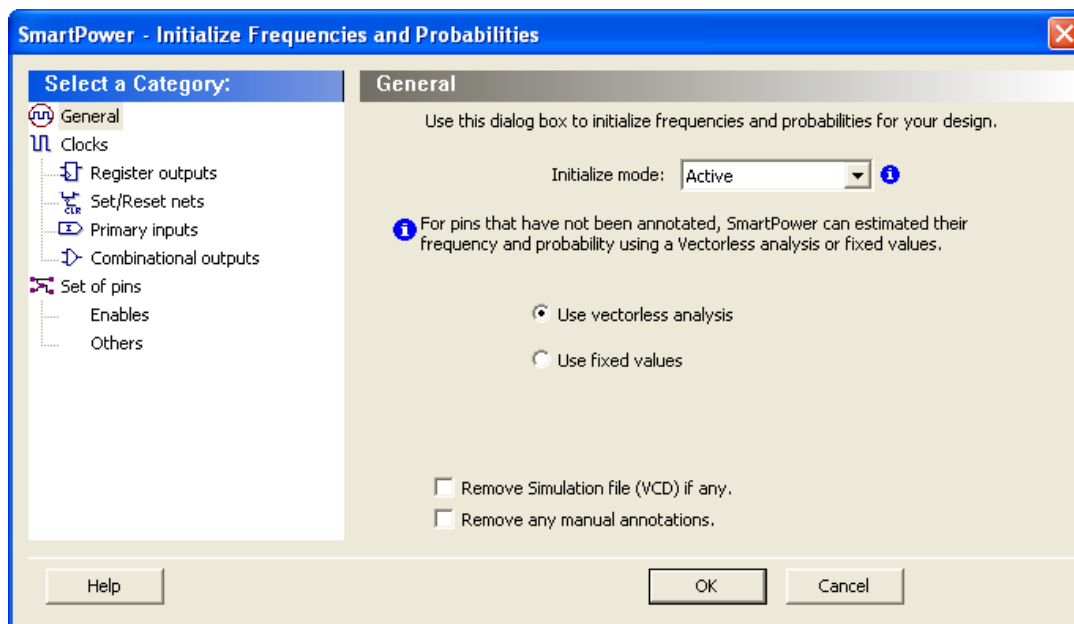 SmartPower - Initialize Frequencies and Probabilities
Select a Category:
General
Clocks
Register outputs
CLR
Set/Reset nets
Primary inputs
Combinational outputs
Set of pins
Enables
Others
General
Use this dialog box to initialize frequencies and probabilities for your design.
Initialize mode: Active
For pins that have not been annotated, SmartPower can estimated their
frequency and probability using a Vectorless analysis or fixed values.
Use vectorless analysis
Use fixed values
Remove Simulation file (VCD) if any.
Remove any manual annotations.
Help
OK
Cancel